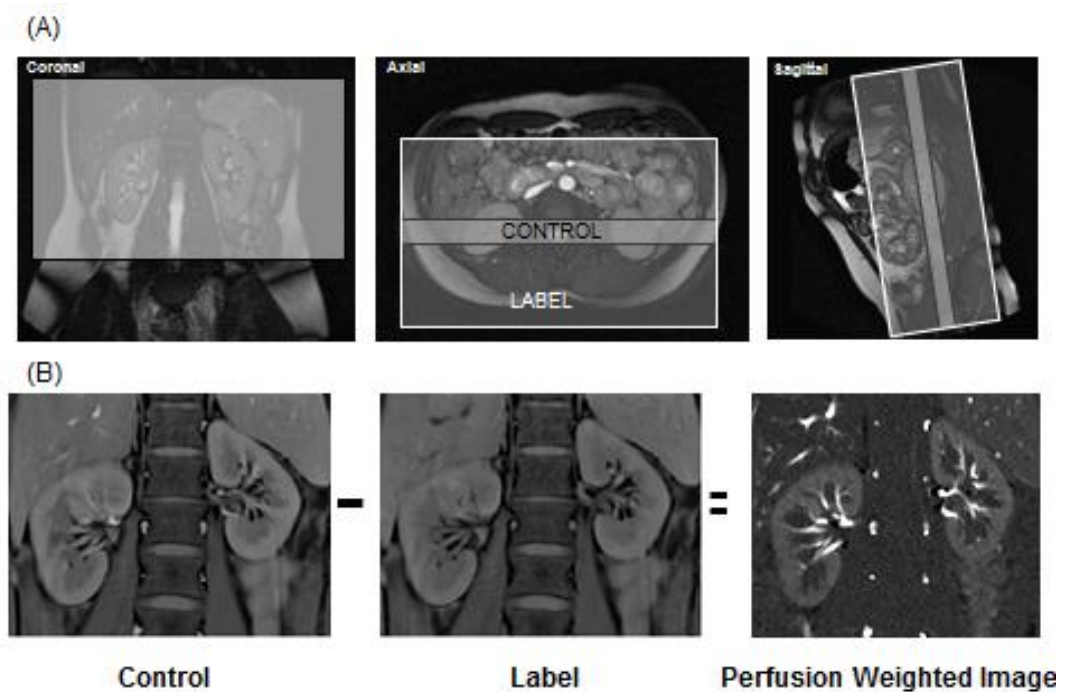 (A)
Coronal
Axial
Sagittal
CONTROL
LABEL
(B)
Control
Label
Perfusion Weighted Image